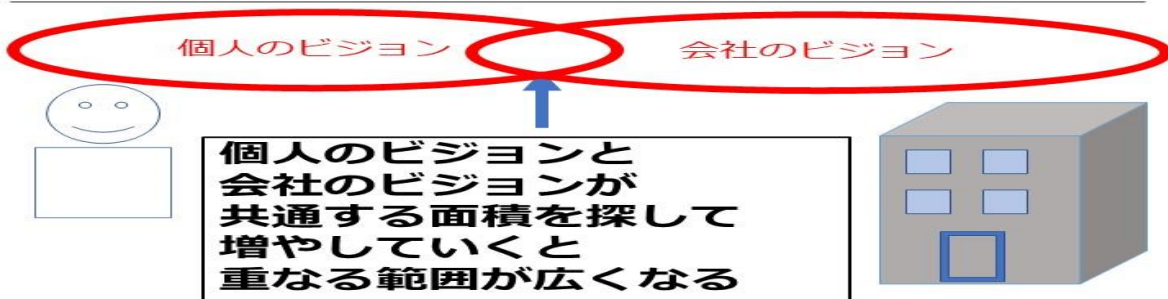 個人のビジョン
会社のビジョン
個人のビジョンと
会社のビジョンが
共通する面積を探して
増やしていくと
重なる範囲が広くなる